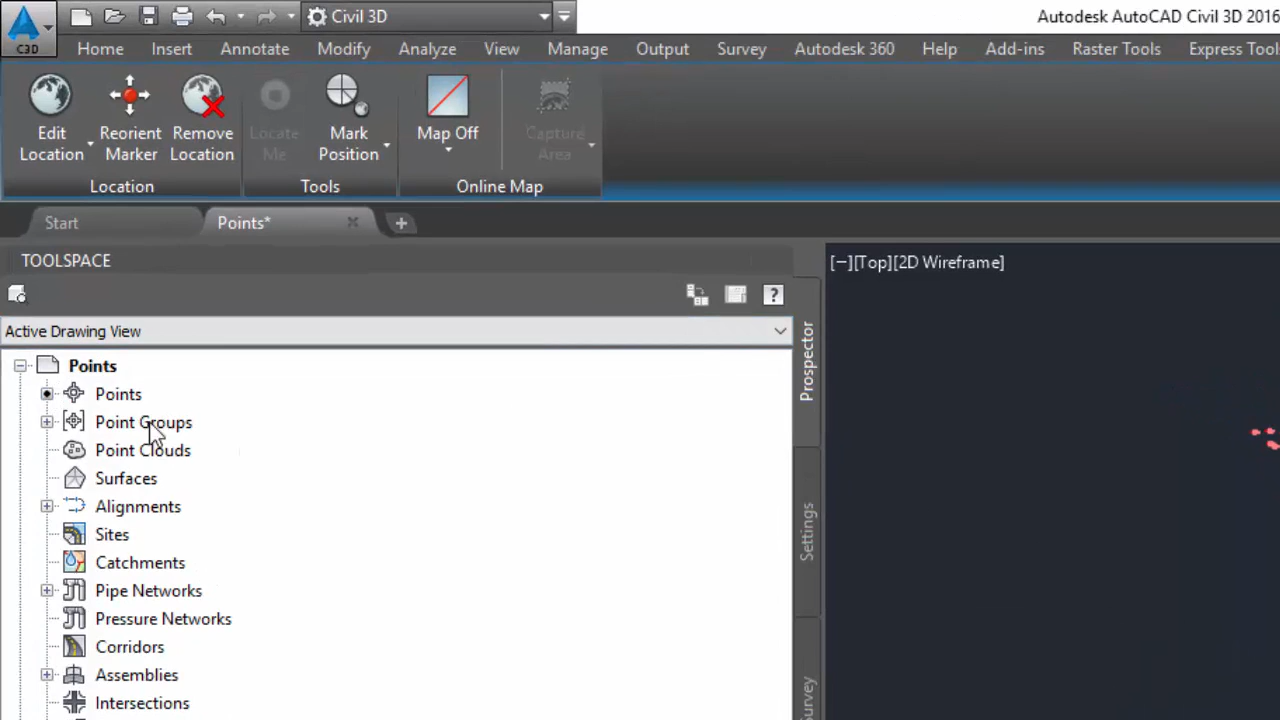 Civil 3D
Autodesk AutoCAD Civil 3D 2016
C3D
Home Insert Annotate Modify Analyze View Manage Output Survey Autodesk 360 Help Add-ins Raster Tools Express Tool
Edit Location
Reorient Marker
Remove Location
Locate Me
Mark Position
Map Off
Capture Area
Location Tools Online Map
Start Points*
TOOLSPACE
[−][Top][2D Wireframe]
?
Active Drawing View
Prospector
Settings
Survey
Points
Points
Point Groups
Point Clouds
Surfaces
Alignments
Sites
Catchments
Pipe Networks
Pressure Networks
Corridors
Assemblies
Intersections